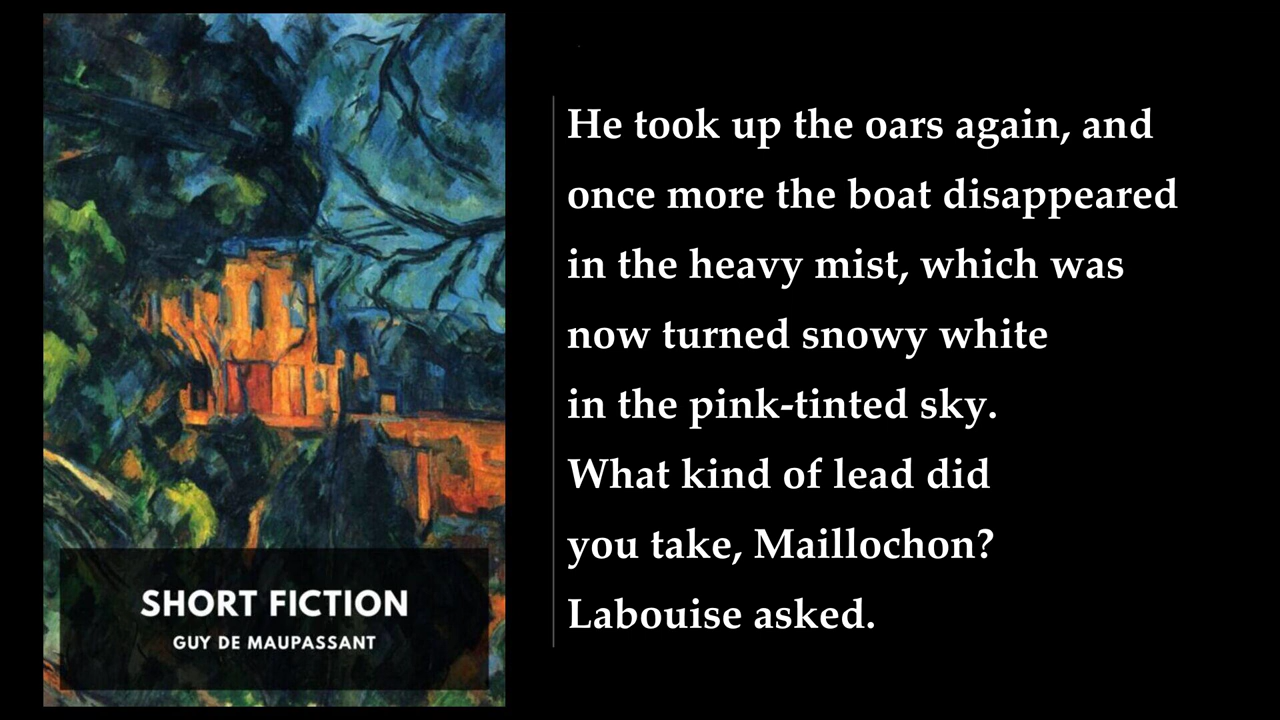 SHORT FICTION
GUY DE MAUPASSANT
He took up the oars again, and
once more the boat disappeared
in the heavy mist, which was
now turned snowy white
in the pink-tinted sky.
What kind of lead did
you take, Maillochon?
Labouise asked.